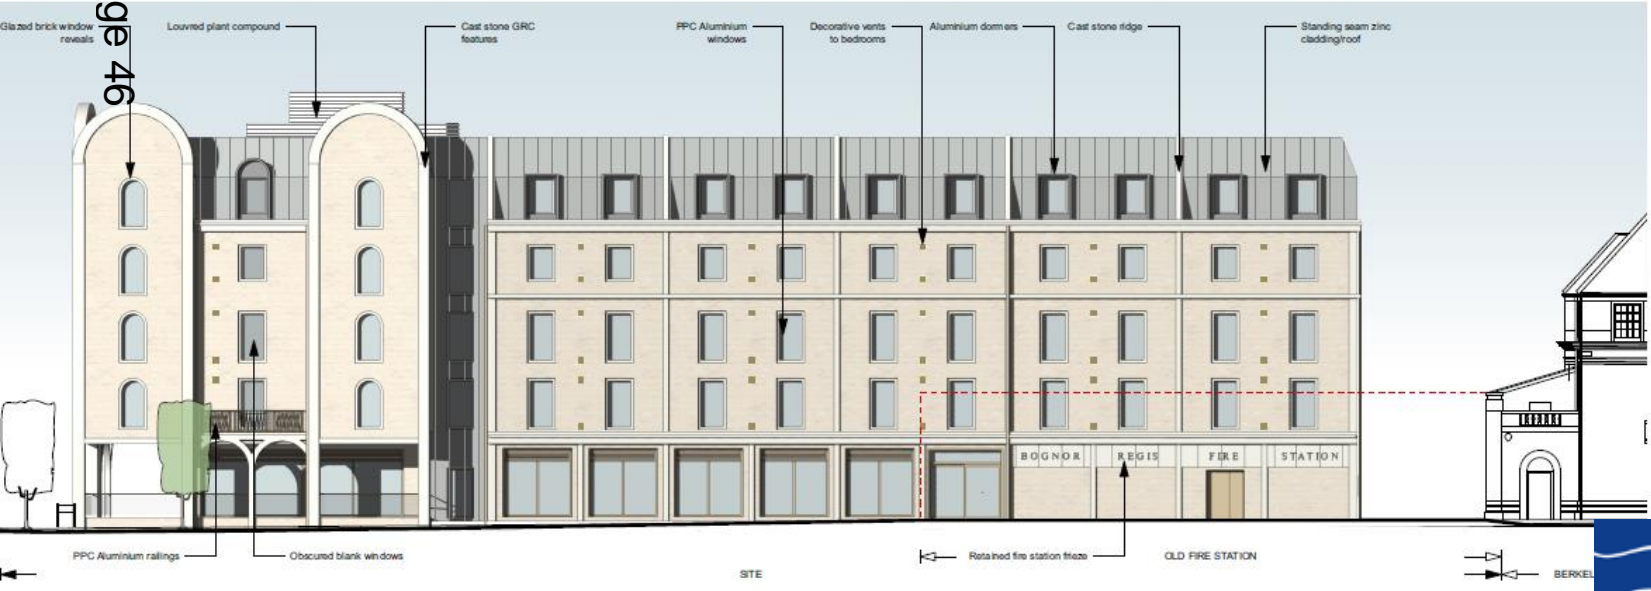 ge 46
Glazed brick window
reveals
Louvred plant compound
Cast stone GRC
features
PPC Aluminium
windows
Decorative vents
to bedrooms
Aluminium dormers
Cast stone ridge
Standing seam zinc
cladding/roof
BOGNOR REGIS FIRE STATION
PPC Aluminium railings
Obscured blank windows
Retained fire station frieze
OLD FIRE STATION
SITE
BERKEL